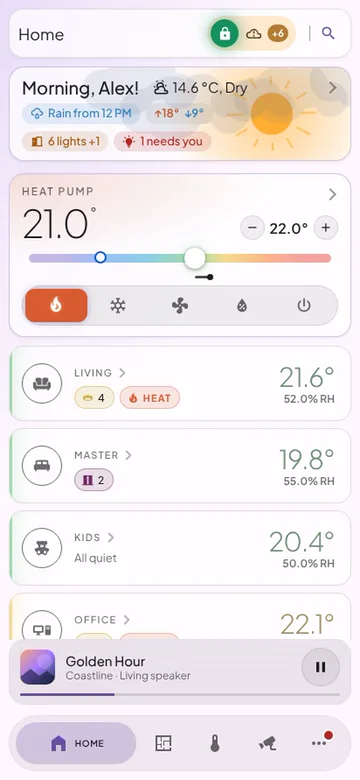 Home
+6
Morning, Alex! 14.6 °C, Dry
Rain from 12 PM ↑18° ↓9°
6 lights +1 1 needs you
HEAT PUMP
21.0°
− 22.0° +
LIVING
21.6°
4 HEAT
52.0% RH
MASTER
19.8°
2
55.0% RH
KIDS
20.4°
All quiet
50.0% RH
OFFICE
22.1°
Golden Hour
Coastline · Living speaker
HOME